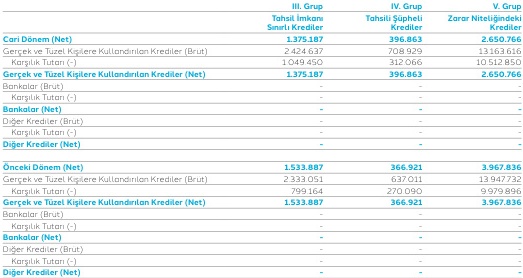 III. Grup IV. Grup V. Grup
Tahsil İmkanı Tahsili Şüpheli Zarar Niteliğindeki
Sınırlı Krediler Krediler Krediler
Cari Dönem (Net) 1.375.187 396.863 2.650.766
Gerçek ve Tüzel Kişilere Kullandırılan Krediler (Brüt) 2.424.637 708.929 13.163.616
Karşılık Tutarı (-) 1.049.450 312.066 10.512.850
Gerçek ve Tüzel Kişilere Kullandırılan Krediler (Net) 1.375.187 396.863 2.650.766
Bankalar (Brüt) - - -
Karşılık Tutarı (-) - - -
Bankalar (Net) - - -
Diğer Krediler (Brüt) - - -
Karşılık Tutarı (-) - - -
Diğer Krediler (Net) - - -
Önceki Dönem (Net) 1.533.887 366.921 3.967.836
Gerçek ve Tüzel Kişilere Kullandırılan Krediler (Brüt) 2.333.051 637.011 13.947.732
Karşılık Tutarı (-) 799.164 270.090 9.979.896
Gerçek ve Tüzel Kişilere Kullandırılan Krediler (Net) 1.533.887 366.921 3.967.836
Bankalar (Brüt) - - -
Karşılık Tutarı (-) - - -
Bankalar (Net) - - -
Diğer Krediler (Brüt) - - -
Karşılık Tutarı (-) - - -
Diğer Krediler (Net) - - -